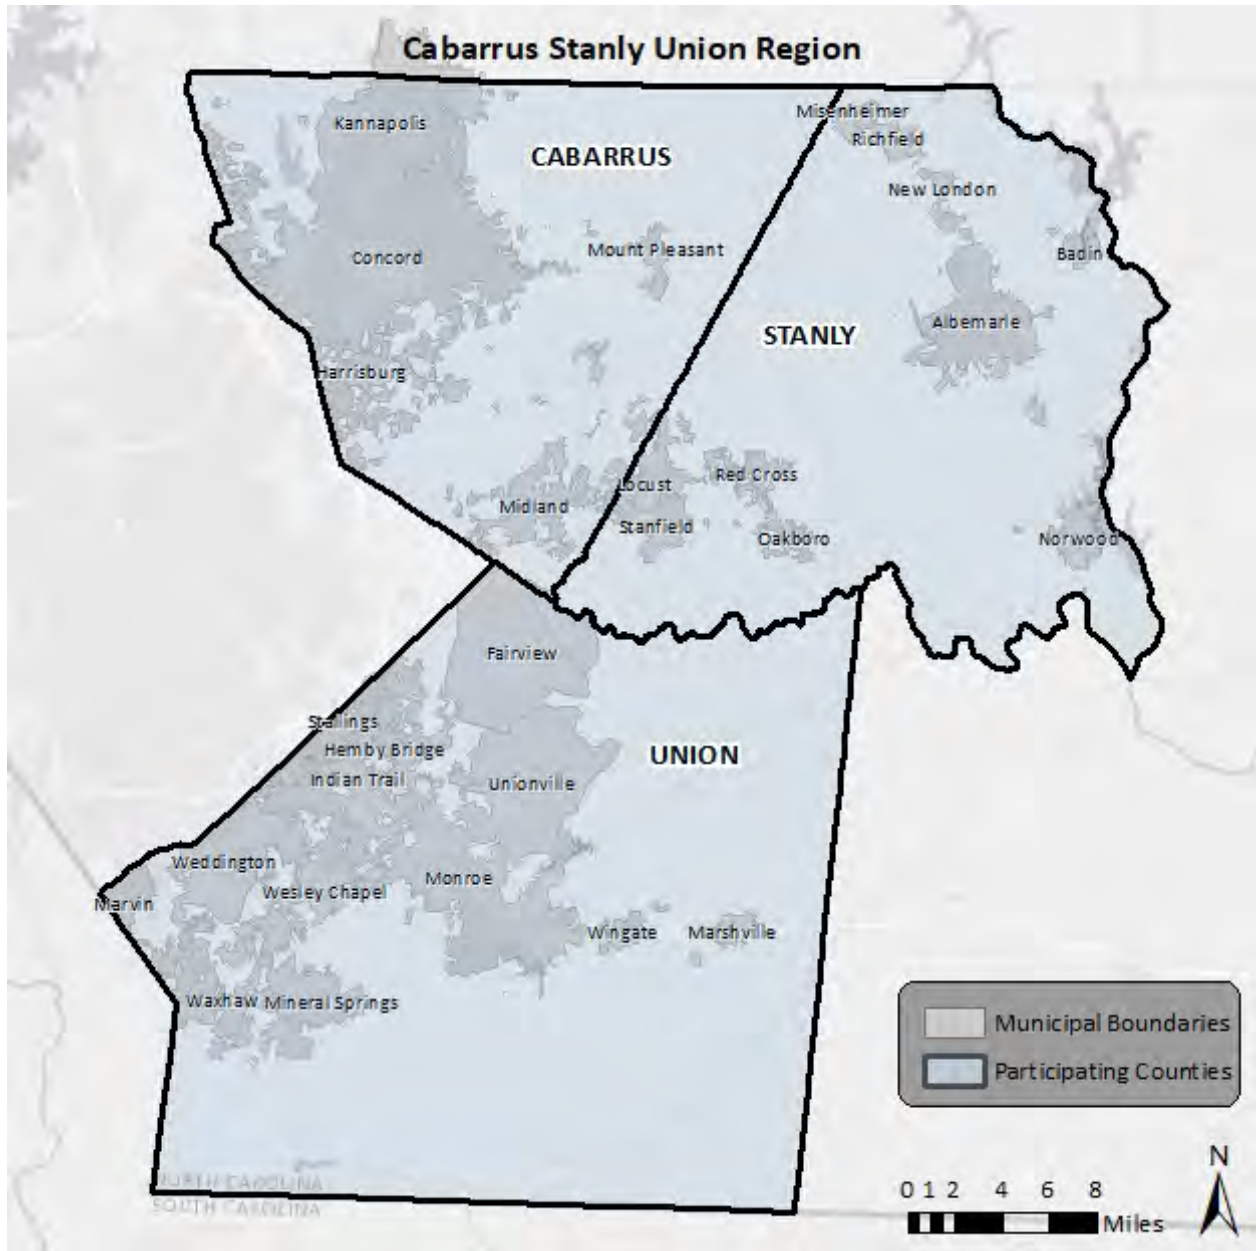 Cabarrus Stanly Union Region
Misenheimer
Kannapolis
Richfield
CABARRUS
New London
Mount Pleasant
Badin
Concord
Albemarle
STANLY
Harrisburg
Red Cross
Locust
Midland
Stanfield
Oakboro
Norwood
Fairview
Stallings
Hemby Bridge
UNION
Indian Trail
Unionville
Weddington
Monroe
Wesley Chapel
Marvin
Wingate
Marshville
Waxhaw
Mineral Springs
Municipal Boundaries
Participating Counties
N
NORTH CAROLINA
SOUTH CAROLINA
0 1 2 4 6 8
Miles